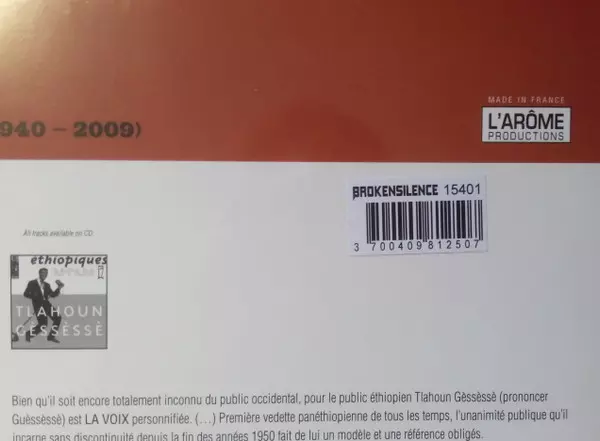 MADE IN FRANCE
L'ARÔME
PRODUCTIONS
940 – 2009)
BROKENSILENCE 15401
3 700409 812507
All tracks available on CD:
éthiopiques
TLAHOUN
GÈSSÈSSÈ
Bien qu'il soit encore totalement inconnu du public occidental, pour le public éthiopien Tlahoun Gèssèssè (prononcer
Guèssèssè) est LA VOIX personnifiée. (…) Première vedette panéthiopienne de tous les temps, l'unanimité publique qu'il
incarne sans discontinuité depuis la fin des années 1950 fait de lui un modèle et une référence obligés.